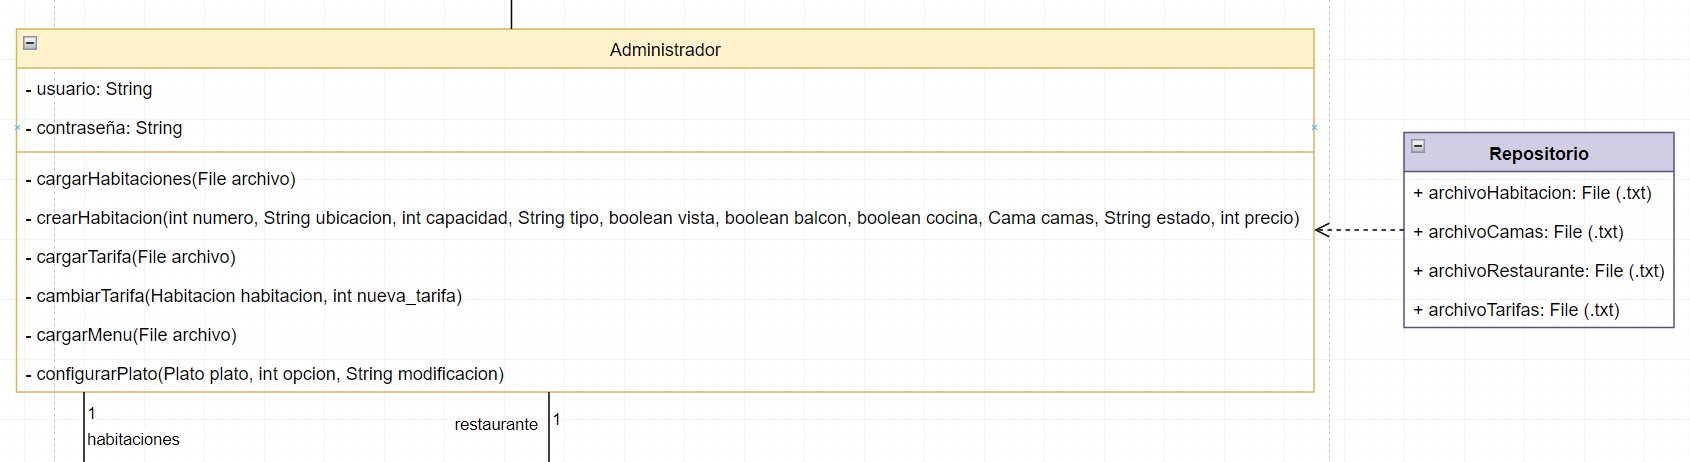 Administrador
- usuario: String
- contraseña: String
- cargarHabitaciones(File archivo)
- crearHabitacion(int numero, String ubicacion, int capacidad, String tipo, boolean vista, boolean balcon, boolean cocina, Cama camas, String estado, int precio)
- cargarTarifa(File archivo)
- cambiarTarifa(Habitacion habitacion, int nueva_tarifa)
- cargarMenu(File archivo)
- configurarPlato(Plato plato, int opcion, String modificacion)
1
habitaciones
restaurante
1
Repositorio
+ archivoHabitacion: File (.txt)
+ archivoCamas: File (.txt)
+ archivoRestaurante: File (.txt)
+ archivoTarifas: File (.txt)